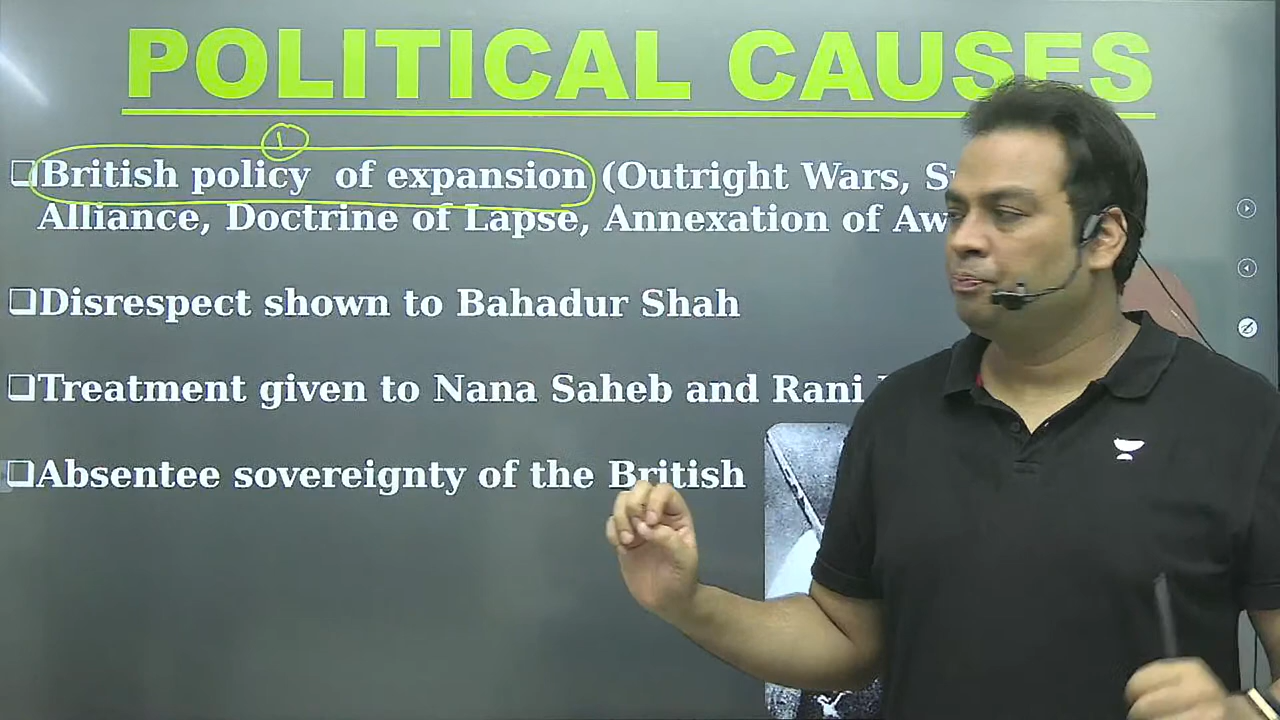 POLITICAL CAUSES
1
British policy of expansion (Outright Wars,
Alliance, Doctrine of Lapse, Annexation of
Disrespect shown to Bahadur Shah
Treatment given to Nana Saheb and Rani
Absentee sovereignty of the British